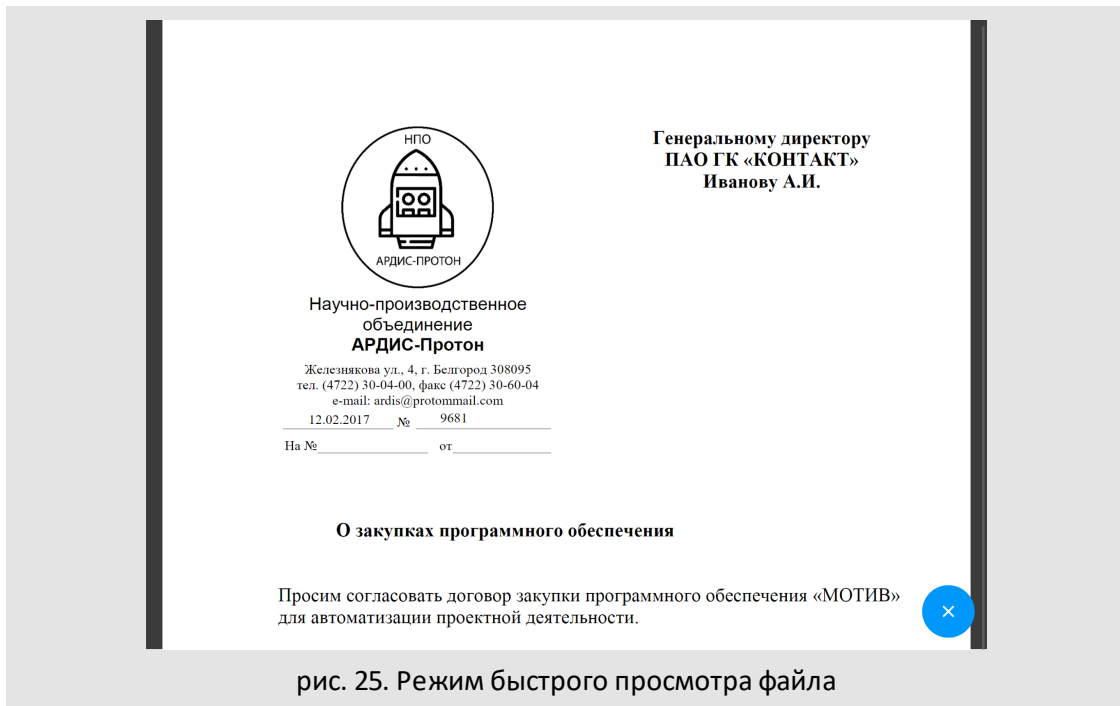 НПО
АРДИС-ПРОТОН
Научно-производственное
объединение
АРДИС-Протон
Железнякова ул., 4, г. Белгород 308095
тел. (4722) 30-04-00, факс (4722) 30-60-04
e-mail: ardis@protommail.com
12.02.2017 № 9681
На № от
Генеральному директору
ПАО ГК «КОНТАКТ»
Иванову А.И.
О закупках программного обеспечения
Просим согласовать договор закупки программного обеспечения «МОТИВ»
для автоматизации проектной деятельности.
рис. 25. Режим быстрого просмотра файла